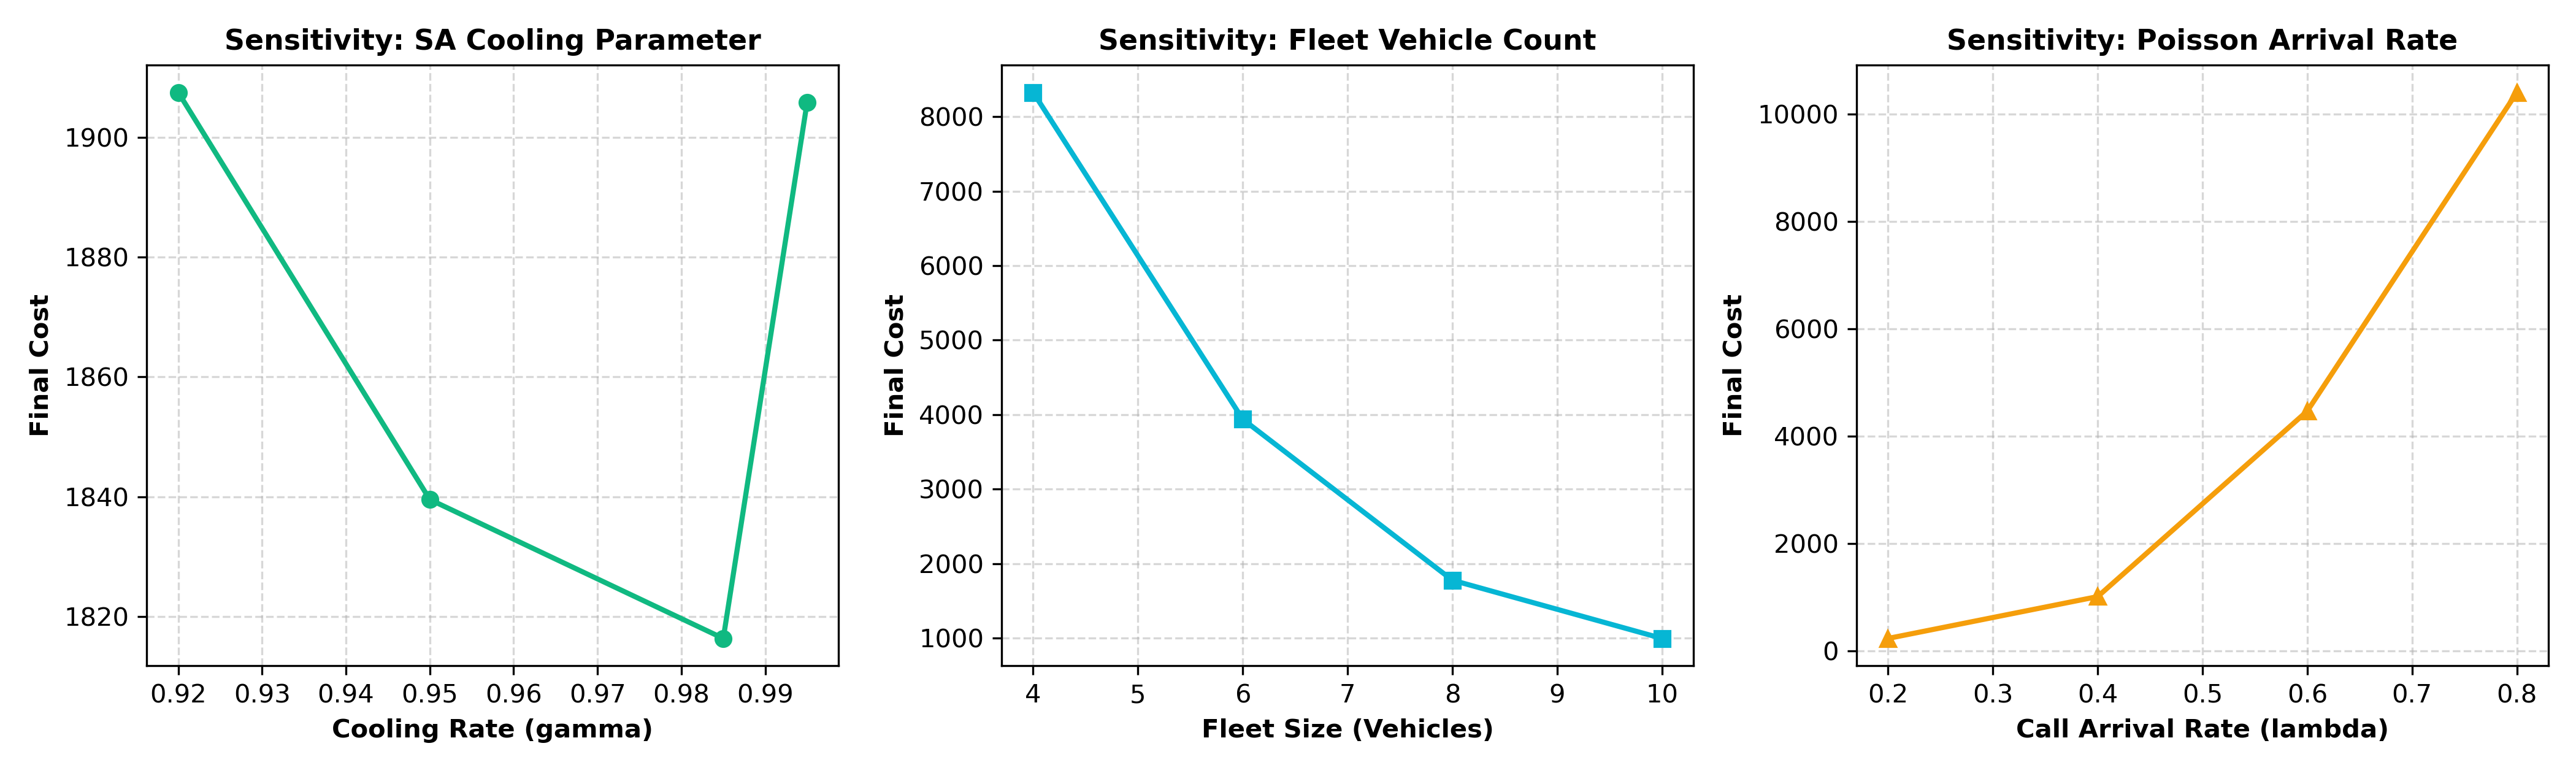 Sensitivity: SA Cooling Parameter
Final Cost
1900
1880
1860
1840
1820
0.92 0.93 0.94 0.95 0.96 0.97 0.98 0.99
Cooling Rate (gamma)
Sensitivity: Fleet Vehicle Count
Final Cost
8000
7000
6000
5000
4000
3000
2000
1000
4 5 6 7 8 9 10
Fleet Size (Vehicles)
Sensitivity: Poisson Arrival Rate
Final Cost
10000
8000
6000
4000
2000
0
0.2 0.3 0.4 0.5 0.6 0.7 0.8
Call Arrival Rate (lambda)